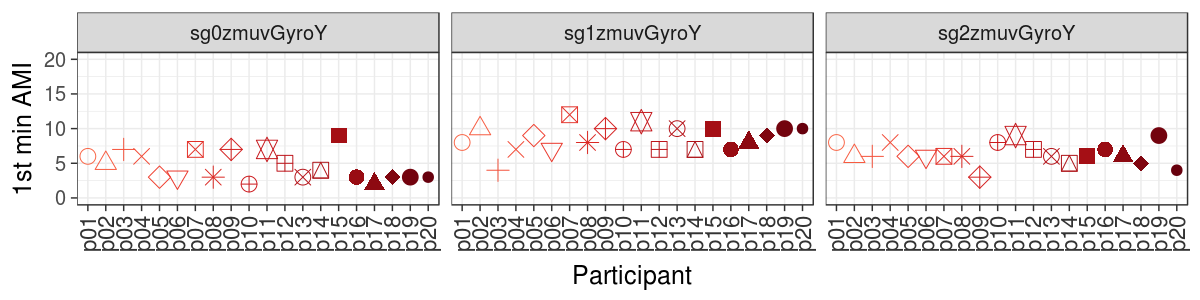 sg0zmuvGyroY sg1zmuvGyroY sg2zmuvGyroY
1st min AMI
20
15
10
5
0
p01 p02 p03 p04 p05 p06 p07 p08 p09 p10 p11 p12 p13 p14 p15 p16 p17 p18 p19 p20
p01 p02 p03 p04 p05 p06 p07 p08 p09 p10 p11 p12 p13 p14 p15 p16 p17 p18 p19 p20
p01 p02 p03 p04 p05 p06 p07 p08 p09 p10 p11 p12 p13 p14 p15 p16 p17 p18 p19 p20
Participant